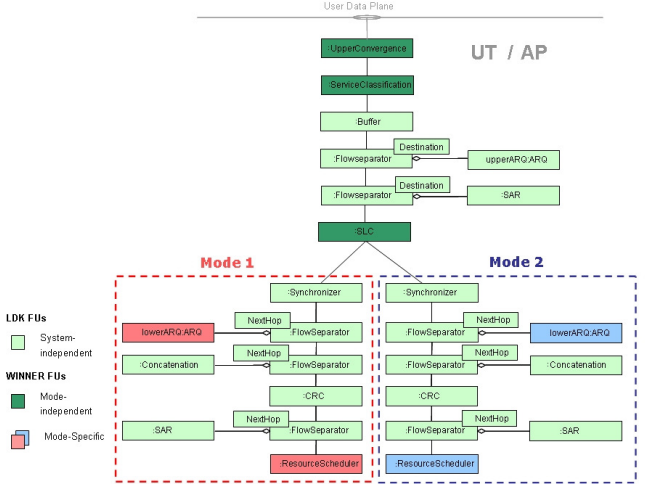 User Data Plane
UT / AP
:UpperConvergence
:ServiceClassification
:Buffer
Destination
:Flowseparator
upperARQ:ARQ
Destination
:Flowseparator
:SAR
:SLC
Mode 1
Mode 2
:Synchronizer
:Synchronizer
LDK FUs
NextHop
NextHop
lowerARQ:ARQ
:FlowSeparator
:FlowSeparator
lowerARQ:ARQ
System-
independent
NextHop
NextHop
:Concatenation
:FlowSeparator
:FlowSeparator
:Concatenation
WINNER FUs
Mode-
independent
:CRC
:CRC
NextHop
NextHop
:SAR
:FlowSeparator
:FlowSeparator
:SAR
Mode-Specific
:ResourceScheduler
:ResourceScheduler